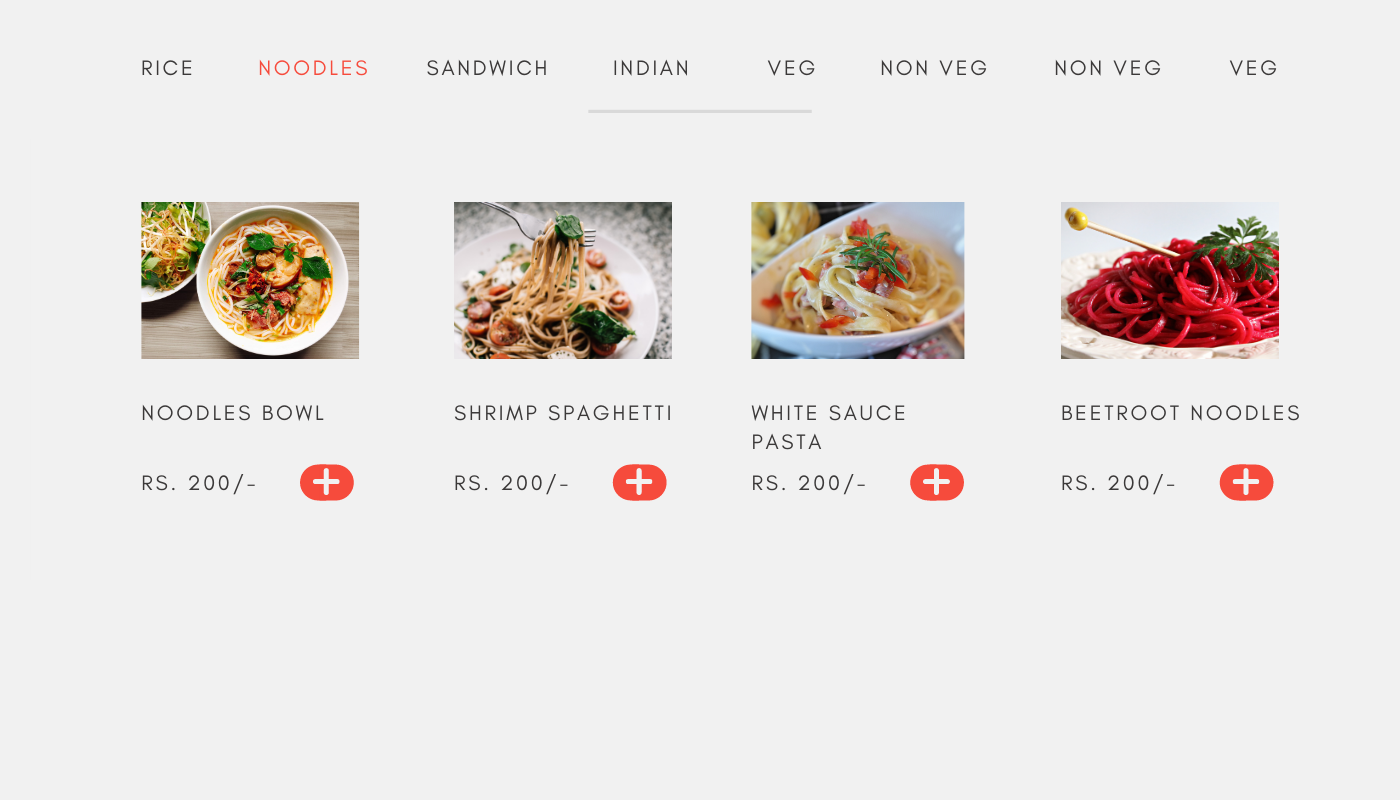 RICE NOODLES SANDWICH INDIAN VEG NON VEG NON VEG VEG
NOODLES BOWL
RS. 200/-
SHRIMP SPAGHETTI
RS. 200/-
WHITE SAUCE
PASTA
RS. 200/-
BEETROOT NOODLES
RS. 200/-